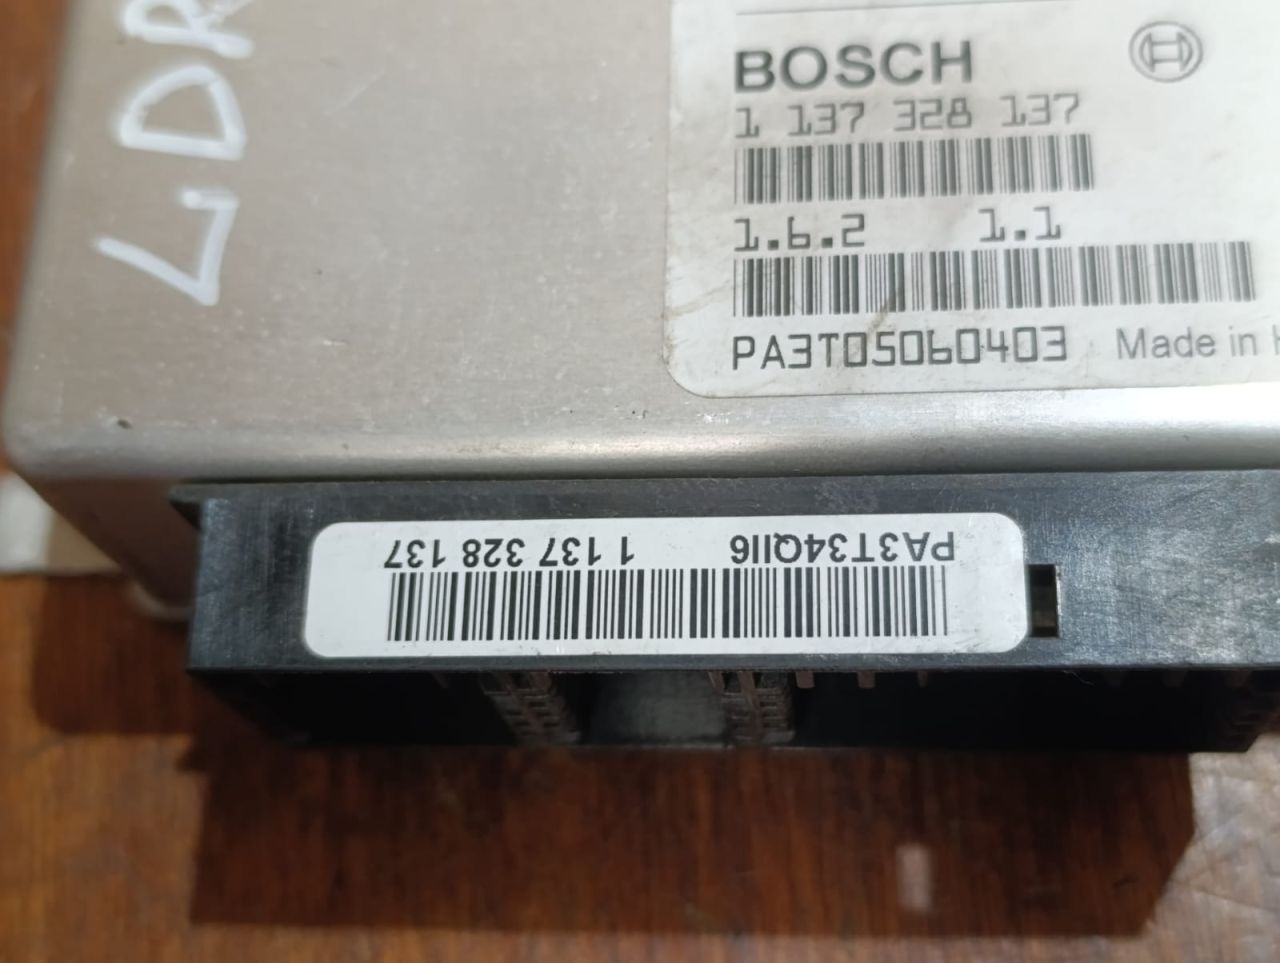 LDR
BOSCH
1 137 328 137
1.6.2 1.1
PA3T05060403 Made in
PA3T34QII6 1 137 328 137